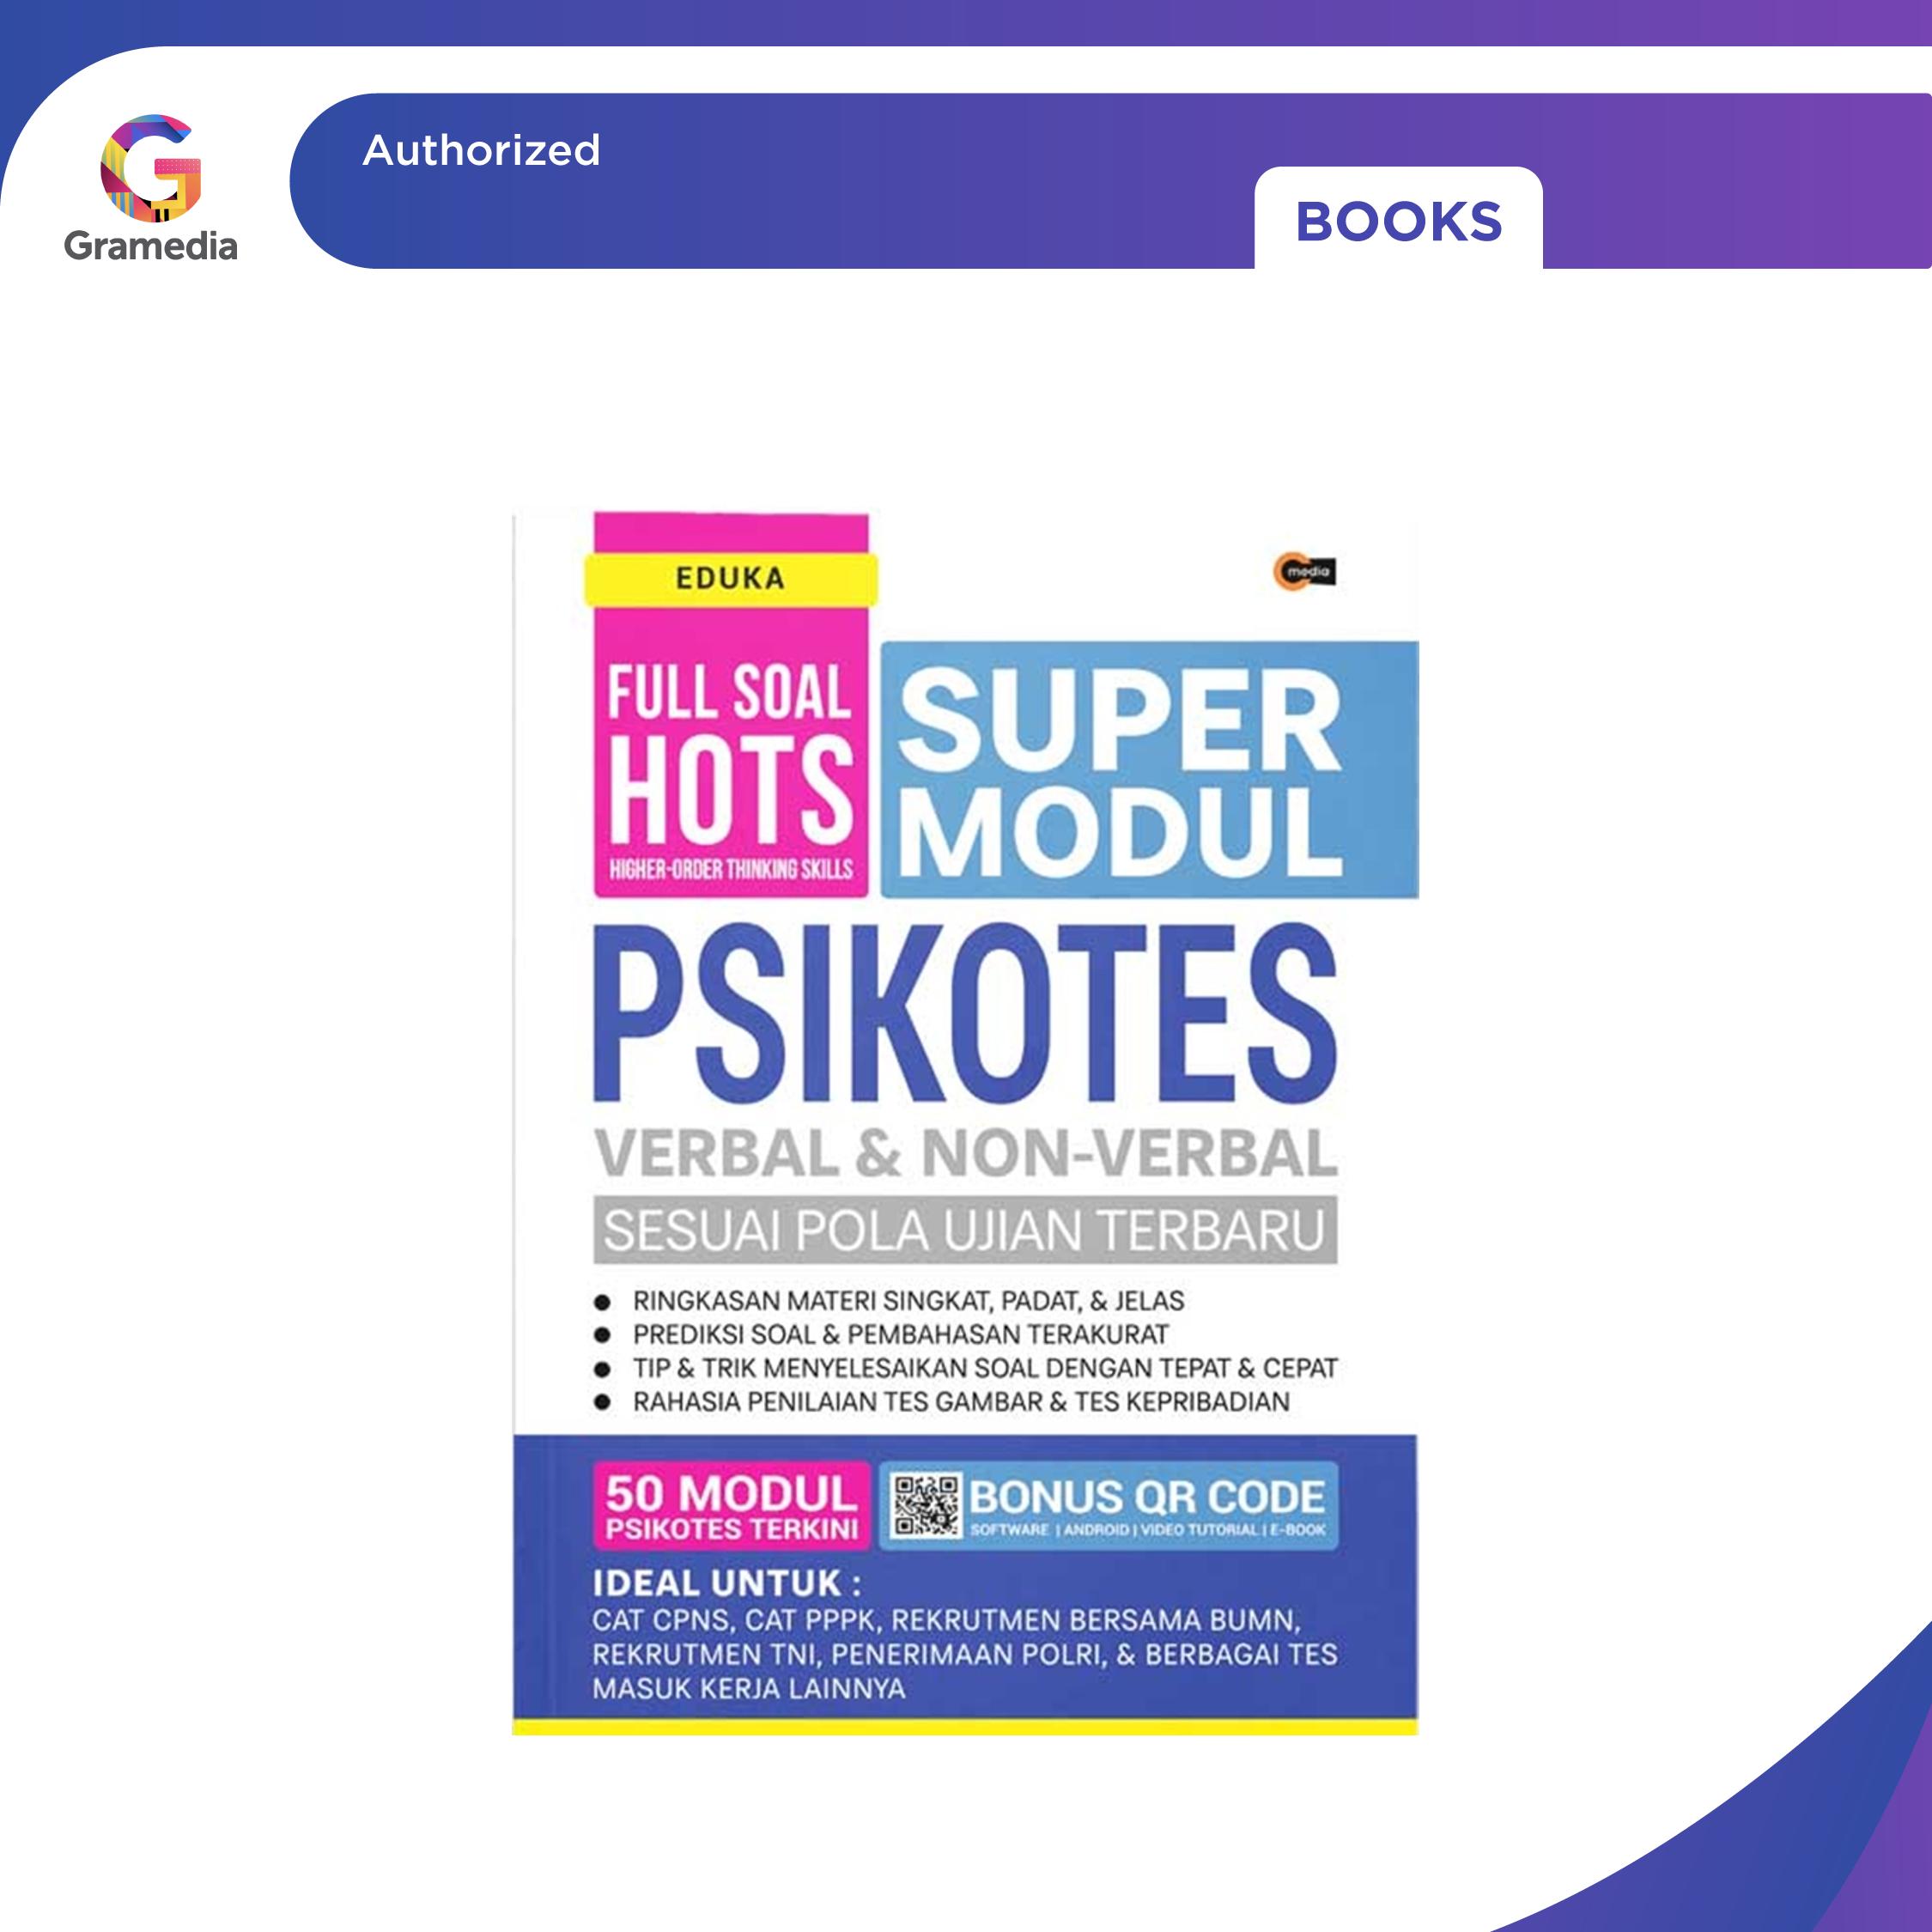 Gramedia
Authorized
BOOKS
EDUKA
media
FULL SOAL
HOTS
HIGHER-ORDER THINKING SKILLS
SUPER
MODUL
PSIKOTES
VERBAL & NON-VERBAL
SESUAI POLA UJIAN TERBARU
● RINGKASAN MATERI SINGKAT, PADAT, & JELAS
● PREDIKSI SOAL & PEMBAHASAN TERAKURAT
● TIP & TRIK MENYELESAIKAN SOAL DENGAN TEPAT & CEPAT
● RAHASIA PENILAIAN TES GAMBAR & TES KEPRIBADIAN
50 MODUL
PSIKOTES TERKINI
BONUS QR CODE
SOFTWARE | ANDROID | VIDEO TUTORIAL | E-BOOK
IDEAL UNTUK :
CAT CPNS, CAT PPPK, REKRUTMEN BERSAMA BUMN,
REKRUTMEN TNI, PENERIMAAN POLRI, & BERBAGAI TES
MASUK KERJA LAINNYA